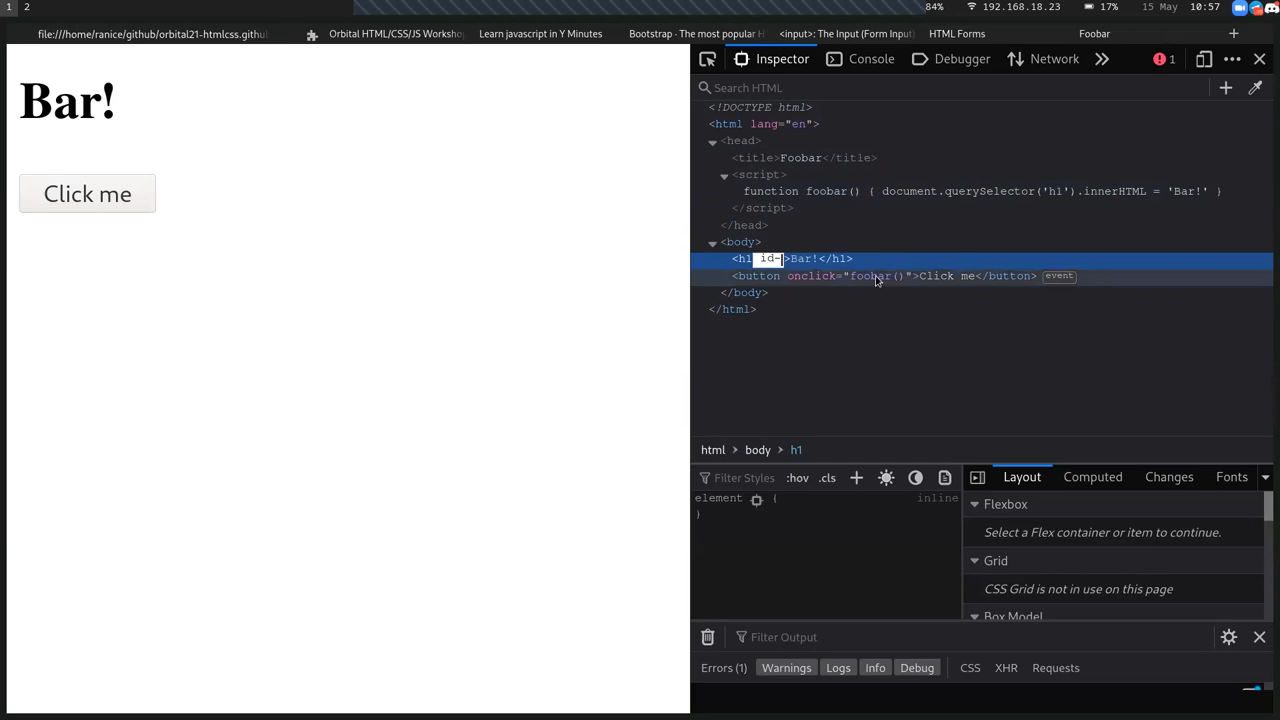 1 2 84% 192.168.18.23 17% 15 May 10:57
file:///home/ranice/github/orbital21-htmlcss.githu Orbital HTML/CSS/JS Worksho Learn javascript in Y Minutes Bootstrap - The most popular <input>: The Input (Form Input) HTML Forms Foobar +
Bar!
Click me
Inspector Console Debugger Network 1
Search HTML
<!DOCTYPE html>
<html lang="en">
<head>
<title>Foobar</title>
<script>
function foobar() { document.querySelector('h1').innerHTML = 'Bar!' }
</script>
</head>
<body>
<h1 id->Bar!</h1>
<button onclick="foobar()">Click me</button> event
</body>
</html>
html > body > h1
Filter Styles :hov .cls + Layout Computed Changes Fonts
element { inline
}
Flexbox
Select a Flex container or item to continue.
Grid
CSS Grid is not in use on this page
Box Model
Filter Output
Errors (1) Warnings Logs Info Debug CSS XHR Requests